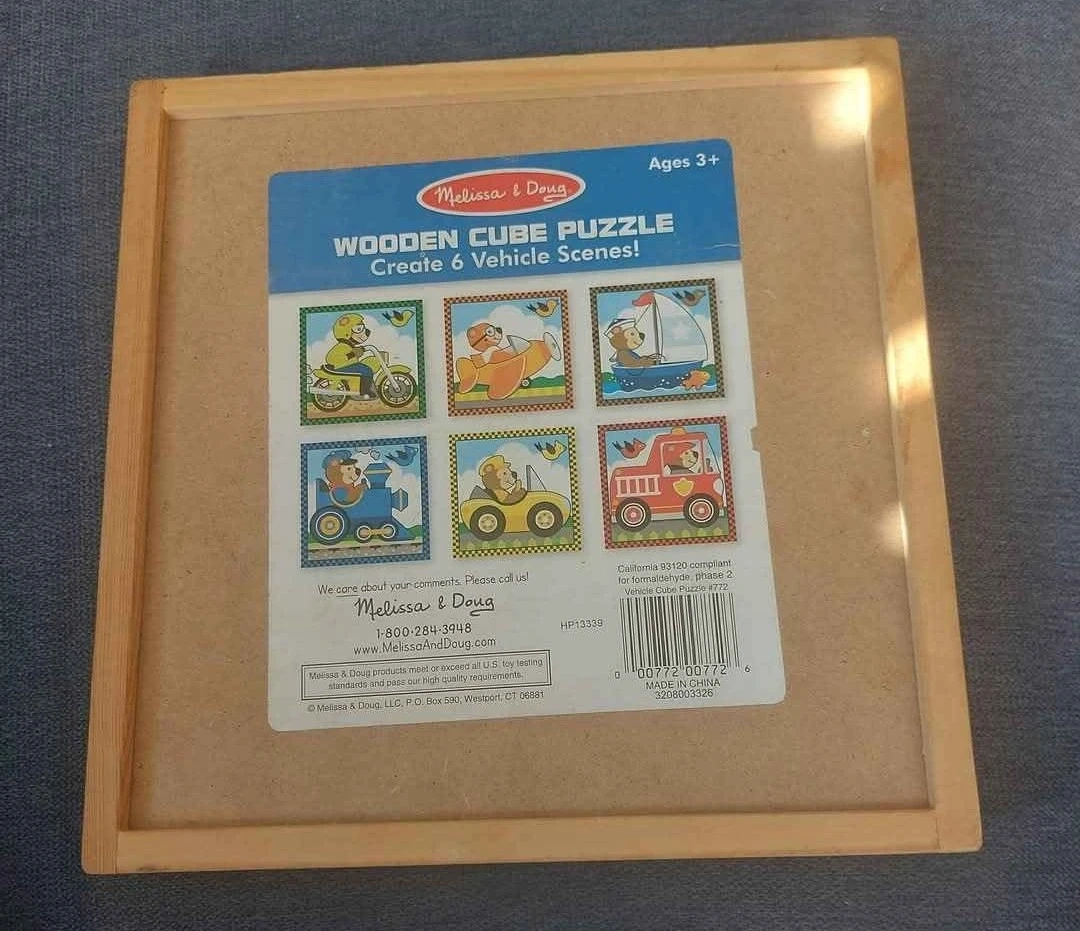 Ages 3+
Melissa & Doug
WOODEN CUBE PUZZLE
Create 6 Vehicle Scenes!
We care about your comments. Please call us!
Melissa & Doug
1-800-284-3948
www.MelissaAndDoug.com
Melissa & Doug products meet or exceed all U.S. toy testing
standards and pass our high quality requirements.
© Melissa & Doug, LLC, P.O. Box 590, Westport, CT 06881
HP13339
California 93120 compliant
for formaldehyde, phase 2
Vehicle Cube Puzzle #772
0 00772 00772 6
MADE IN CHINA
3208003326